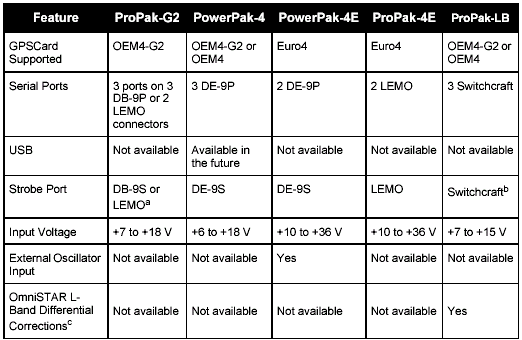 Feature ProPak-G2 PowerPak-4 PowerPak-4E ProPak-4E ProPak-LB
GPSCard Supported OEM4-G2 OEM4-G2 or OEM4 Euro4 Euro4 OEM4-G2 or OEM4
Serial Ports 3 ports on 3 DB-9P or 2 LEMO connectors 3 DE-9P 2 DE-9P 2 LEMO 3 Switchcraft
USB Not available Available in the future Not available Not available Not available
Strobe Port DB-9S or LEMOa DE-9S DE-9S LEMO Switchcraftb
Input Voltage +7 to +18 V +6 to +18 V +10 to +36 V +10 to +36 V +7 to +15 V
External Oscillator Input Not available Not available Yes Not available Not available
OmniSTAR L-Band Differential Correctionsc Not available Not available Not available Not available Yes